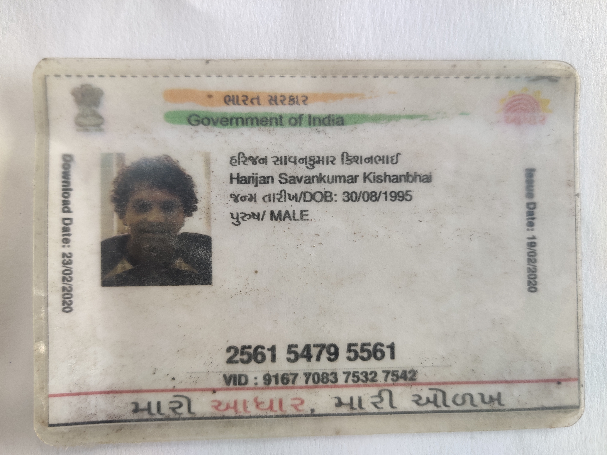 ભારત સરકાર
Government of India
હરિજન સાવનકુમાર કિશનભાઈ
Harijan Savankumar Kishanbhai
જન્મ તારીખ/DOB: 30/08/1995
પુરુષ/ MALE
Download Date: 23/02/2020
Issue Date: 19/02/2020
2561 5479 5561
VID : 9167 7083 7532 7542
મારો આધાર, મારી ઓળખ